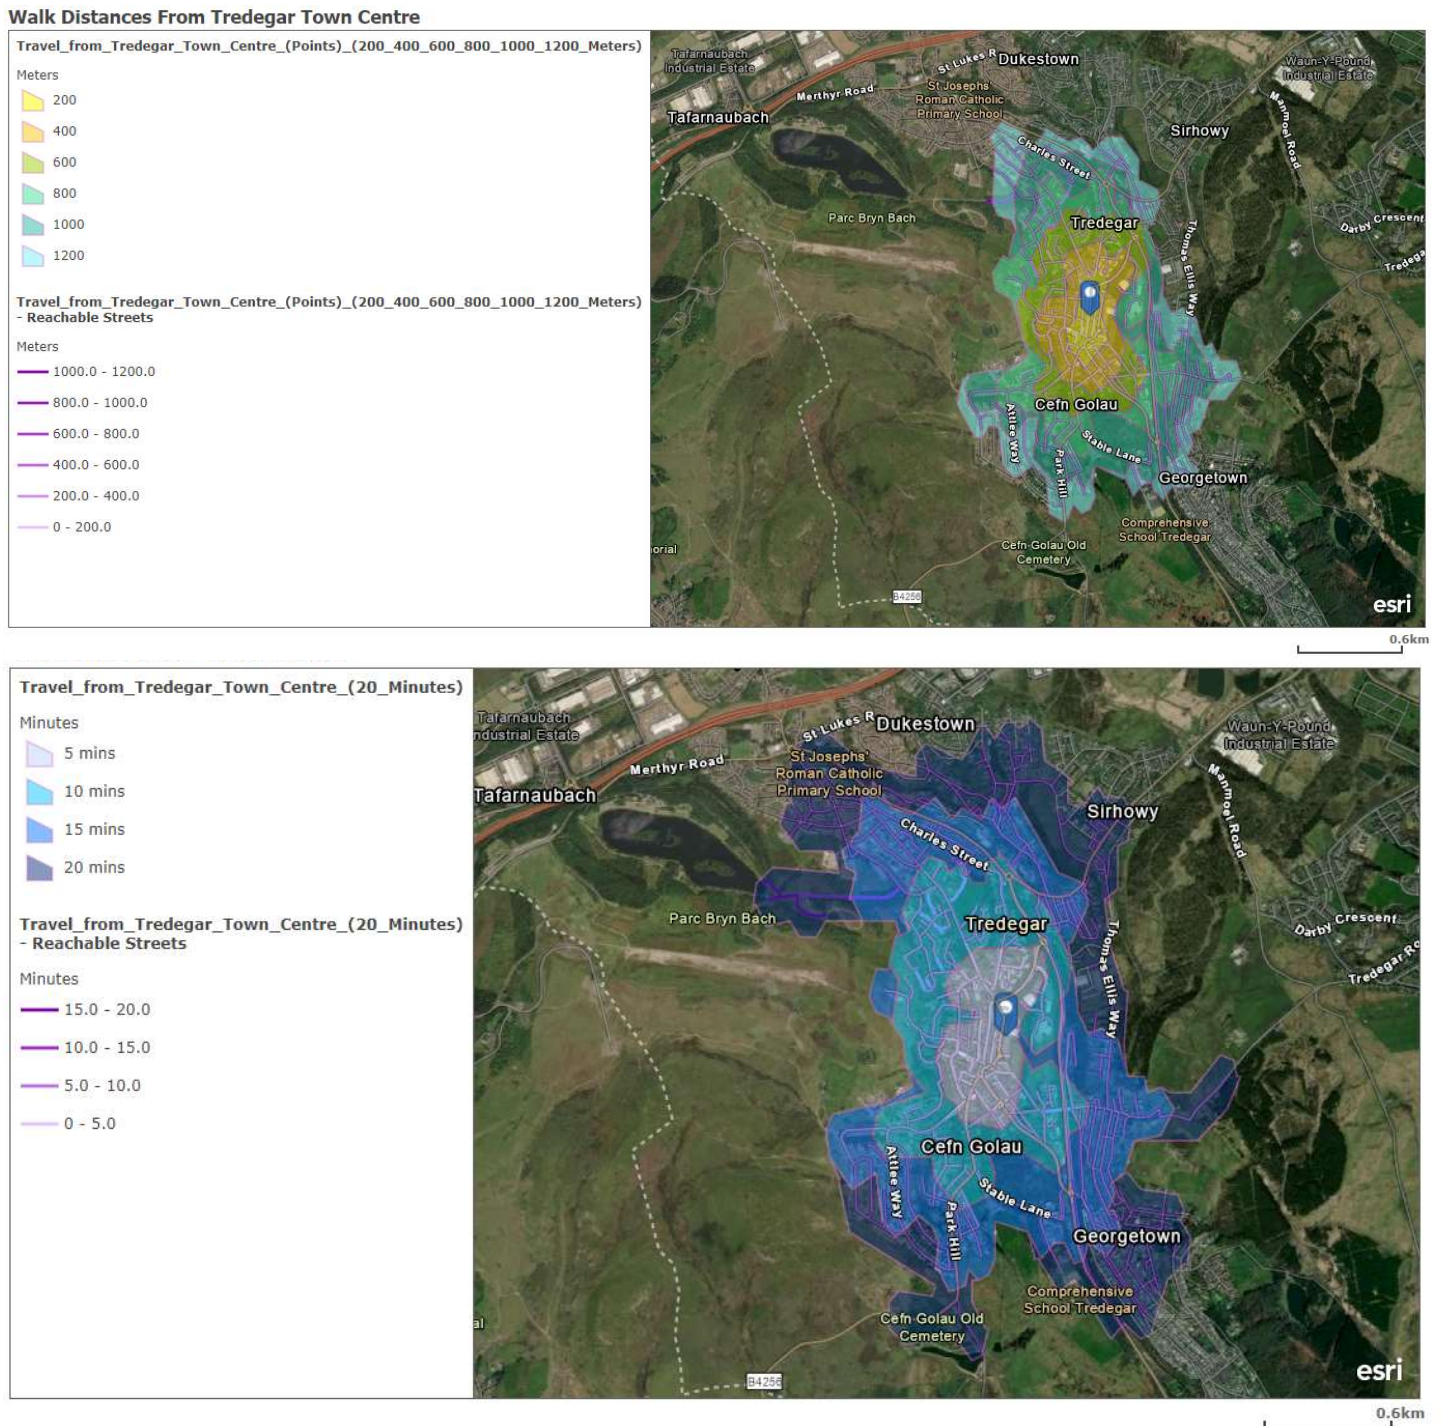 Walk Distances From Tredegar Town Centre
Travel_from_Tredegar_Town_Centre_(Points)_(200_400_600_800_1000_1200_Meters)
Meters
200
400
600
800
1000
1200
Travel_from_Tredegar_Town_Centre_(Points)_(200_400_600_800_1000_1200_Meters)
- Reachable Streets
Meters
1000.0 - 1200.0
800.0 - 1000.0
600.0 - 800.0
400.0 - 600.0
200.0 - 400.0
0 - 200.0
Tafarnaubach
Industrial Estate
St Lukes R
Dukestown
Waun-Y-Pound
Industrial Estate
Merthyr Road
St Josephs'
Roman Catholic
Primary School
Manmoel Road
Tafarnaubach
Sirhowy
Charles Street
Parc Bryn Bach
Tredegar
Darby Crescent
Thomas Ellis Way
Tredega
Cefn Golau
Attlee Way
Stable Lane
Park Hill
Georgetown
Comprehensive
School Tredegar
orial
Cefn Golau Old
Cemetery
B4256
esri
0.6km
Travel_from_Tredegar_Town_Centre_(20_Minutes)
Minutes
5 mins
10 mins
15 mins
20 mins
Travel_from_Tredegar_Town_Centre_(20_Minutes)
- Reachable Streets
Minutes
15.0 - 20.0
10.0 - 15.0
5.0 - 10.0
0 - 5.0
Tafarnaubach
ndustrial Estate
St Lukes R
Dukestown
Waun-Y-Pound
Industrial Estate
Merthyr Road
St Josephs'
Roman Catholic
Primary School
Manmoel Road
Tafarnaubach
Sirhowy
Charles Street
Parc Bryn Bach
Tredegar
Darby Crescent
Thomas Ellis Way
Tredegar Ro
Cefn Golau
Attlee Way
Stable Lane
Park Hill
Georgetown
Comprehensive
School Tredegar
al
Cefn Golau Old
Cemetery
B4256
esri
0.6km